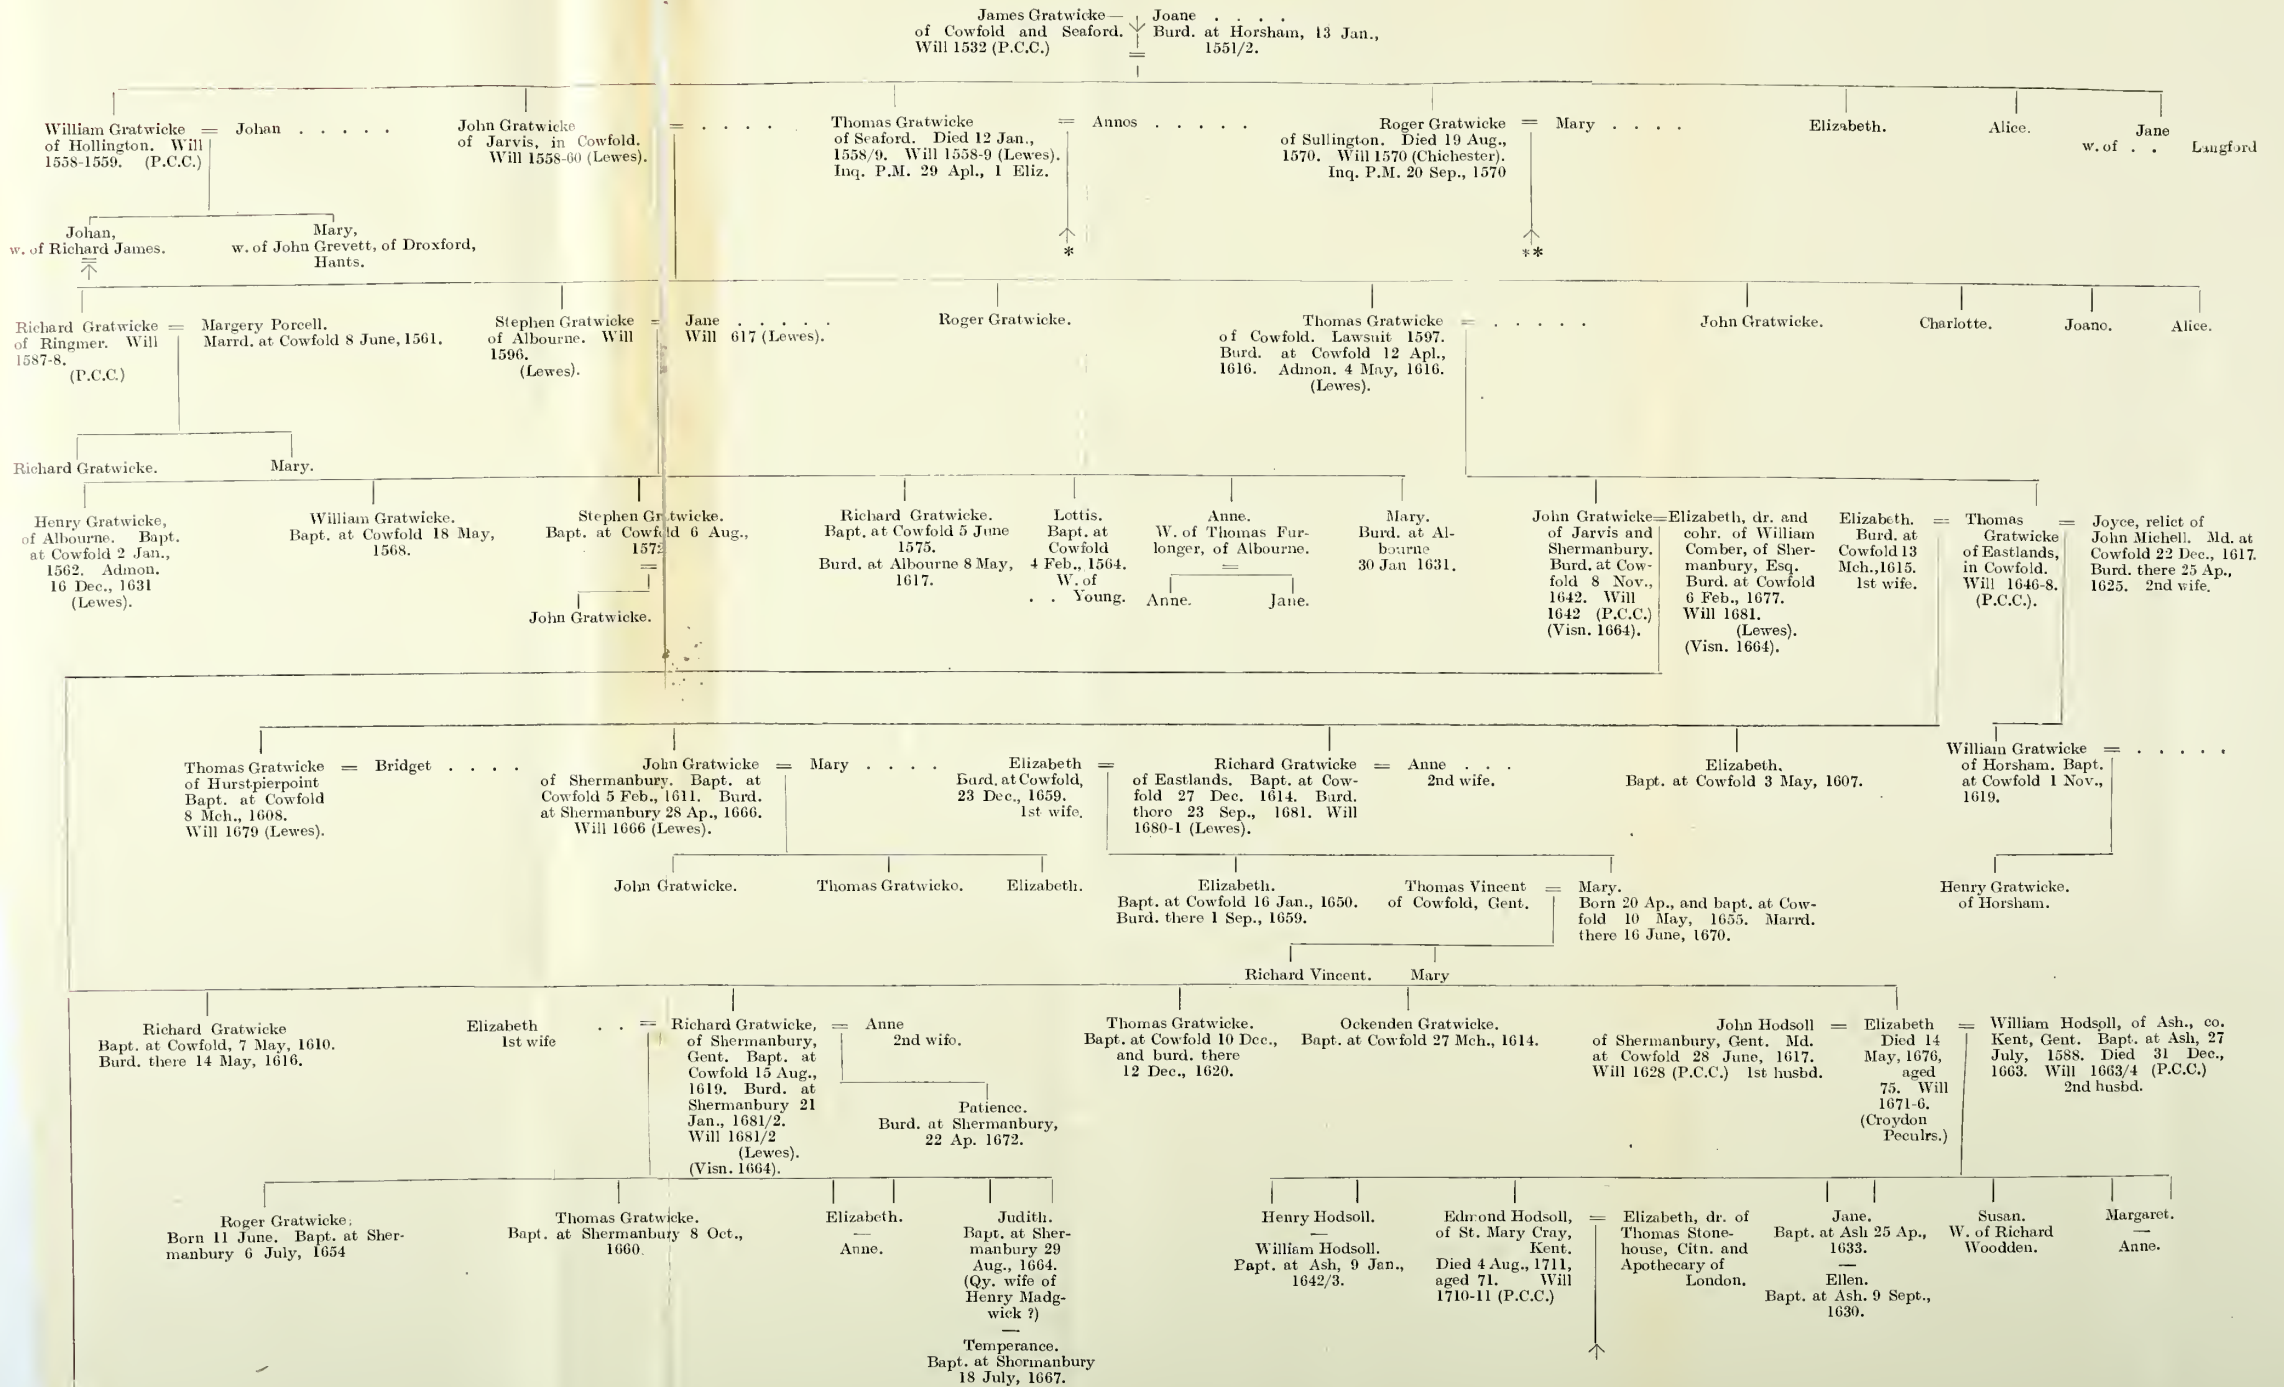 James Gratwicke—
of Cowfold and Seaford.
Will 1532 (P.C.C.)
Joane . . . .
Burd. at Horsham, 13 Jan.,
1551/2.
William Gratwicke =
of Hollington. Will
1558-1559. (P.C.C.)
Johan . . . . .
John Gratwicke
of Jarvis, in Cowfold.
Will 1558-60 (Lewes).
= . . . .
Thomas Gratwicke
of Seaford. Died 12 Jan.,
1558/9. Will 1558-9 (Lewes).
Inq. P.M. 29 Apl., 1 Eliz.
= Annos . . . . .
Roger Gratwicke
of Sullington. Died 19 Aug.,
1570. Will 1570 (Chichester).
Inq. P.M. 20 Sep., 1570
= Mary . . . .
Elizabeth.
Alice.
Jane
w. of . . Langford
Johan,
w. of Richard James.
=
Mary,
w. of John Grevett, of Droxford,
Hants.
*
**
Richard Gratwicke =
of Ringmer. Will
1587-8.
(P.C.C.)
Margery Porcell.
Marrd. at Cowfold 8 June, 1561.
Stephen Gratwicke =
of Albourne. Will
1596.
(Lewes).
Jane . . . . .
Will 617 (Lewes).
Roger Gratwicke.
Thomas Gratwicke
of Cowfold. Lawsuit 1597.
Burd. at Cowfold 12 Apl.,
1616. Admon. 4 May, 1616.
(Lewes).
= . . . . .
John Gratwicke.
Charlotte.
Joano.
Alice.
Richard Gratwicke.
Mary.
Henry Gratwicke,
of Albourne. Bapt.
at Cowfold 2 Jan.,
1562. Admon.
16 Dec., 1631
(Lewes).
William Gratwicke.
Bapt. at Cowfold 18 May,
1568.
Stephen Gratwicke.
Bapt. at Cowfold 6 Aug.,
1572
=
John Gratwicke.
Richard Gratwicke.
Bapt. at Cowfold 5 June
1575.
Burd. at Albourne 8 May,
1617.
Lottis.
Bapt. at
Cowfold
4 Feb., 1564.
W. of
. . Young.
Anne.
W. of Thomas Fur-
longer, of Albourne.
=
Anne. Jane.
Mary.
Burd. at Al-
bourne
30 Jan 1631.
John Gratwicke=
of Jarvis and
Shermanbury.
Burd. at Cow-
fold 8 Nov.,
1642. Will
1642 (P.C.C.)
(Visn. 1664).
Elizabeth, dr. and
cohr. of William
Comber, of Sher-
manbury, Esq.
Burd. at Cowfold
6 Feb., 1677.
Will 1681.
(Lewes).
(Visn. 1664).
Elizabeth. =
Burd. at
Cowfold 13
Mch., 1615.
1st wife.
Thomas =
Gratwicke
of Eastlands,
in Cowfold.
Will 1646-8.
(P.C.C.).
Joyce, relict of
John Michell. Md. at
Cowfold 22 Dec., 1617.
Burd. there 25 Ap.,
1625. 2nd wife.
Thomas Gratwicke =
of Hurstpierpoint
Bapt. at Cowfold
8 Mch., 1608.
Will 1679 (Lewes).
Bridget . . . .
John Gratwicke =
of Shermanbury. Bapt. at
Cowfold 5 Feb., 1611. Burd.
at Shermanbury 28 Ap., 1666.
Will 1666 (Lewes).
Mary . . . .
Elizabeth =
Burd. at Cowfold,
23 Dec., 1659.
1st wife.
Richard Gratwicke =
of Eastlands. Bapt. at Cow-
fold 27 Dec. 1614. Burd.
thoro 23 Sep., 1681. Will
1680-1 (Lewes).
Anne . . .
2nd wife.
Elizabeth.
Bapt. at Cowfold 3 May, 1607.
William Gratwicke = . . . . .
of Horsham. Bapt.
at Cowfold 1 Nov.,
1619.
John Gratwicke.
Thomas Gratwicko.
Elizabeth.
Elizabeth.
Bapt. at Cowfold 16 Jan., 1650.
Burd. there 1 Sep., 1659.
Thomas Vincent =
of Cowfold, Gent.
Mary.
Born 20 Ap., and bapt. at Cow-
fold 10 May, 1655. Marrd.
there 16 June, 1670.
Henry Gratwicke.
of Horsham.
Richard Vincent. Mary
Richard Gratwicke
Bapt. at Cowfold, 7 May, 1610.
Burd. there 14 May, 1616.
Elizabeth . . =
1st wife
Richard Gratwicke, =
of Shermanbury,
Gent. Bapt. at
Cowfold 15 Aug.,
1619. Burd. at
Shermanbury 21
Jan., 1681/2.
Will 1681/2
(Lewes).
(Visn. 1664).
Anne
2nd wifo.
Patience.
Burd. at Shermanbury,
22 Ap. 1672.
Thomas Gratwicke.
Bapt. at Cowfold 10 Dec.,
and burd. there
12 Dec., 1620.
Ockenden Gratwicke.
Bapt. at Cowfold 27 Mch., 1614.
John Hodsoll =
of Shermanbury, Gent. Md.
at Cowfold 28 June, 1617.
Will 1628 (P.C.C.) 1st husbd.
Elizabeth =
Died 14
May, 1676,
aged
75. Will
1671-6.
(Croydon
Peculrs.)
William Hodsoll, of Ash., co.
Kent, Gent. Bapt. at Ash, 27
July, 1588. Died 31 Dec.,
1663. Will 1663/4 (P.C.C.)
2nd husbd.
Roger Gratwicke.
Born 11 June. Bapt. at Sher-
manbury 6 July, 1654
Thomas Gratwicke.
Bapt. at Shermanbury 8 Oct.,
1660.
Elizabeth.
—
Anne.
Judith.
Bapt. at Sher-
manbury 29
Aug., 1664.
(Qy. wife of
Henry Madg-
wick ?)
—
Temperance.
Bapt. at Shormanbury
18 July, 1667.
Henry Hodsoll.
—
William Hodsoll.
Bapt. at Ash, 9 Jan.,
1642/3.
Edmond Hodsoll, =
of St. Mary Cray,
Kent.
Died 4 Aug., 1711,
aged 71. Will
1710-11 (P.C.C.)
Elizabeth, dr. of
Thomas Stone-
house, Citn. and
Apothecary of
London.
Jane.
Bapt. at Ash 25 Ap.,
1633.
—
Ellen.
Bapt. at Ash. 9 Sept.,
1630.
Susan.
W. of Richard
Woodden.
Margaret.
—
Anne.